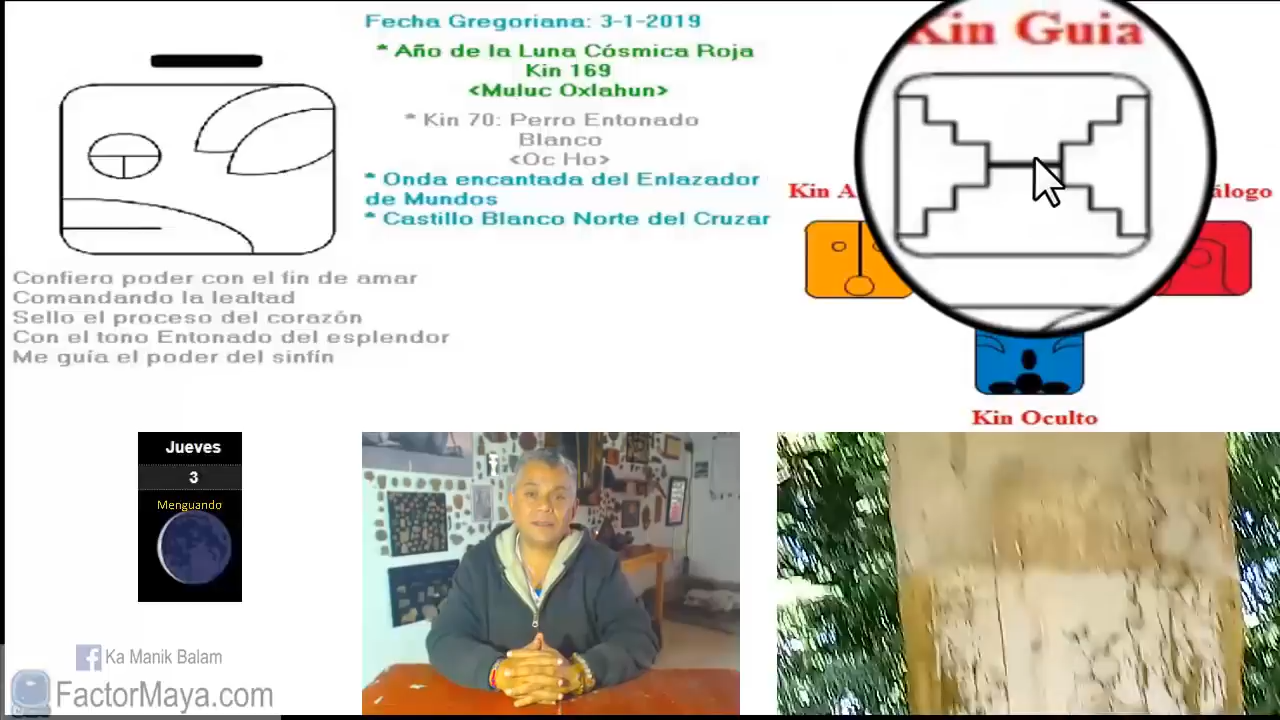 Fecha Gregoriana: 3-1-2019
* Año de la Luna Cósmica Roja
Kin 169
<Muluc Oxlahun>
* Kin 70: Perro Entonado
Blanco
<Oc Ho>
* Onda encantada del Enlazador
de Mundos
* Castillo Blanco Norte del Cruzar
Confiero poder con el fin de amar
Comandando la lealtad
Sello el proceso del corazón
Con el tono Entonado del esplendor
Me guía el poder del sinfín
Kin Guia
Kin
Kin Oculto
Jueves
3
Menguando
Ka Manik Balam
FactorMaya.com